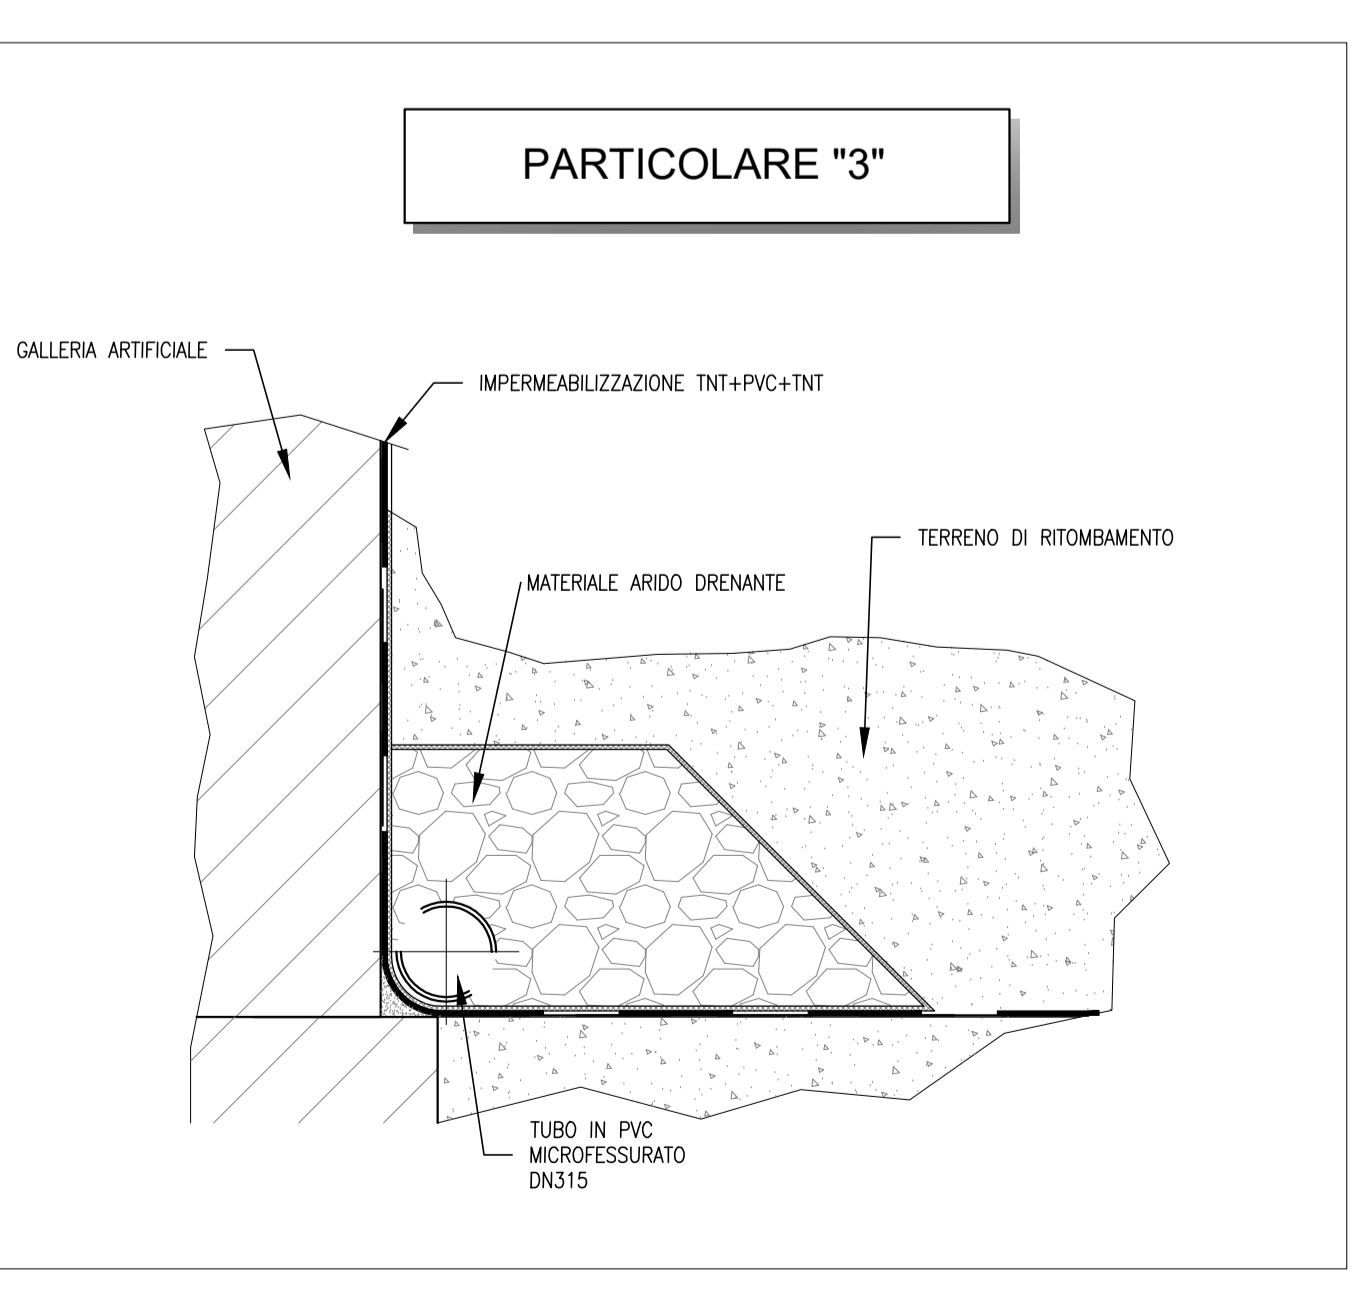 PARTICOLARE "3"
GALLERIA ARTIFICIALE
IMPERMEABILIZZAZIONE TNT+PVC+TNT
TERRENO DI RITOMBAMENTO
MATERIALE ARIDO DRENANTE
TUBO IN PVC
MICROFESSURATO
DN315